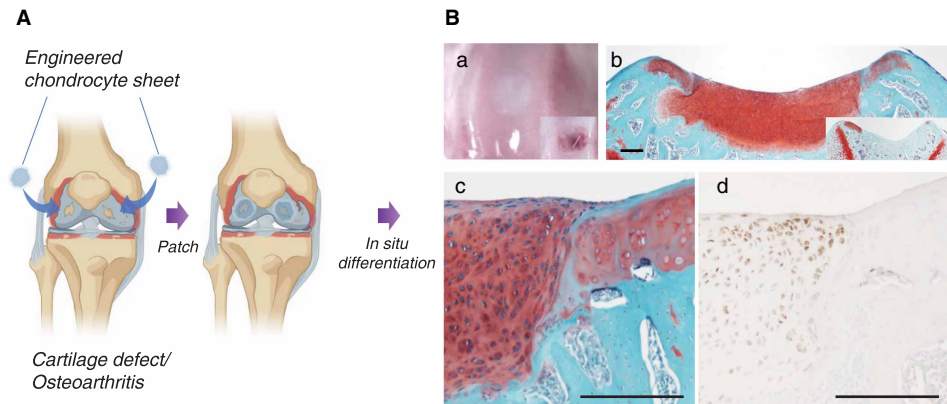 A
Engineered
chondrocyte sheet
Patch
In situ
differentiation
Cartilage defect/
Osteoarthritis
B
a
b
c
d